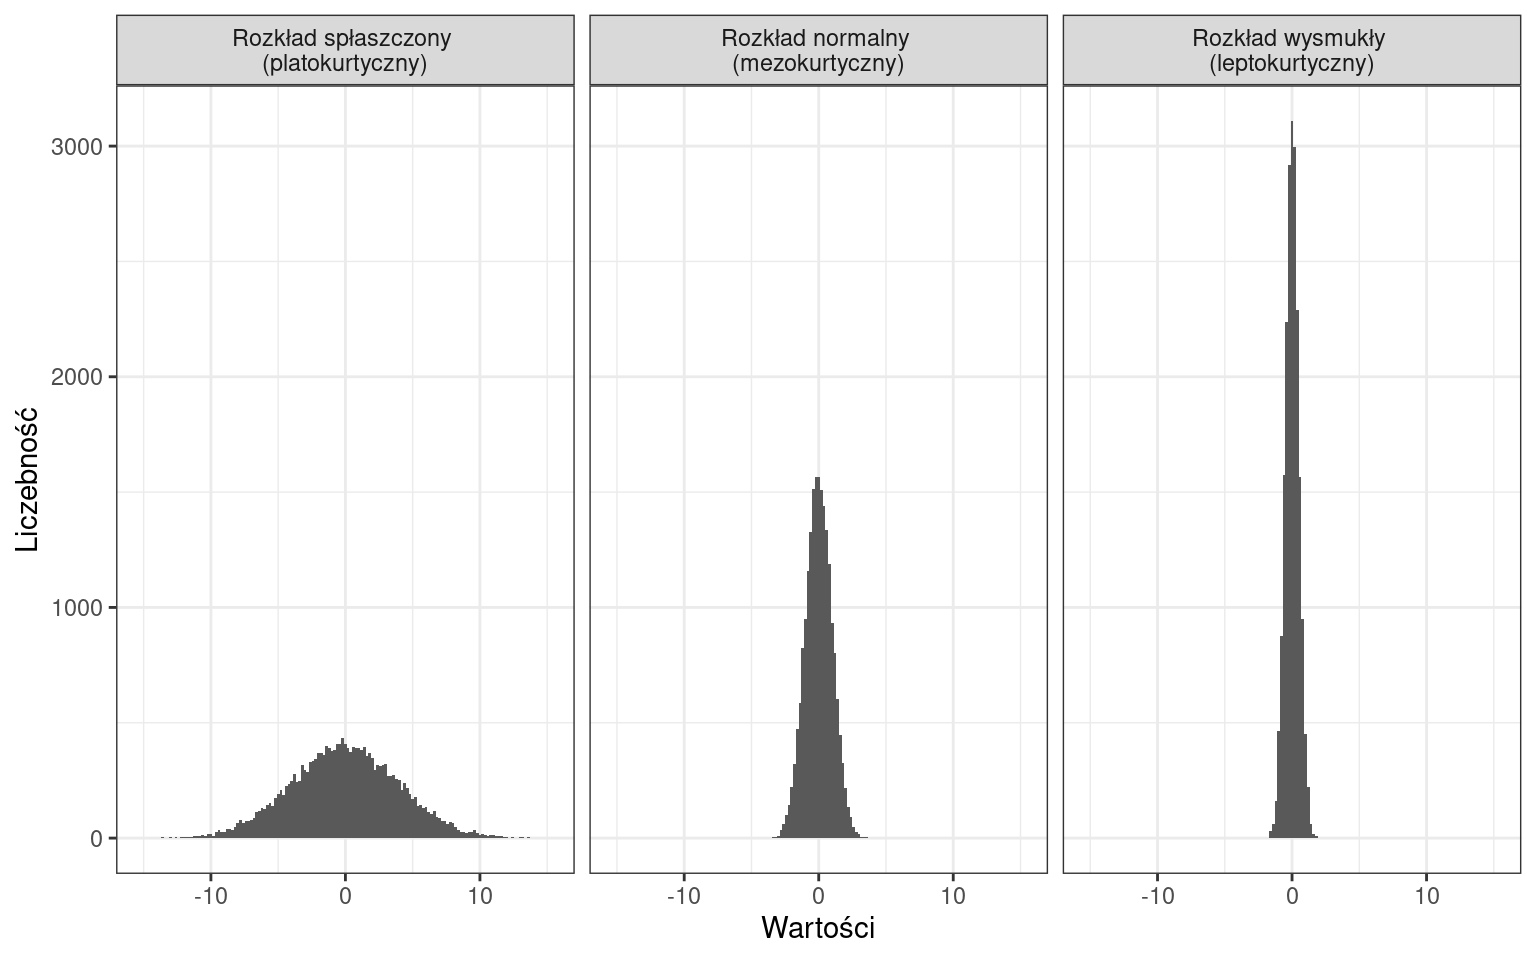 Rozkład spłaszczony
(platokurtyczny)
Rozkład normalny
(mezokurtyczny)
Rozkład wysmukły
(leptokurtyczny)
Liczebność
3000
2000
1000
0
-10 0 10
-10 0 10
-10 0 10
Wartości